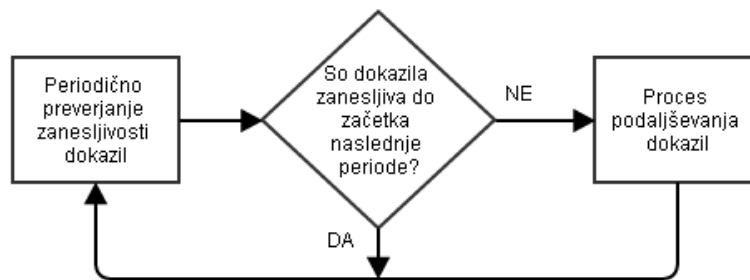 Periodično
preverjanje
zanesljivosti
dokazil
So dokazila
zanesljiva do
začetka
naslednje
periode?
NE
Proces
podaljševanja
dokazil
DA